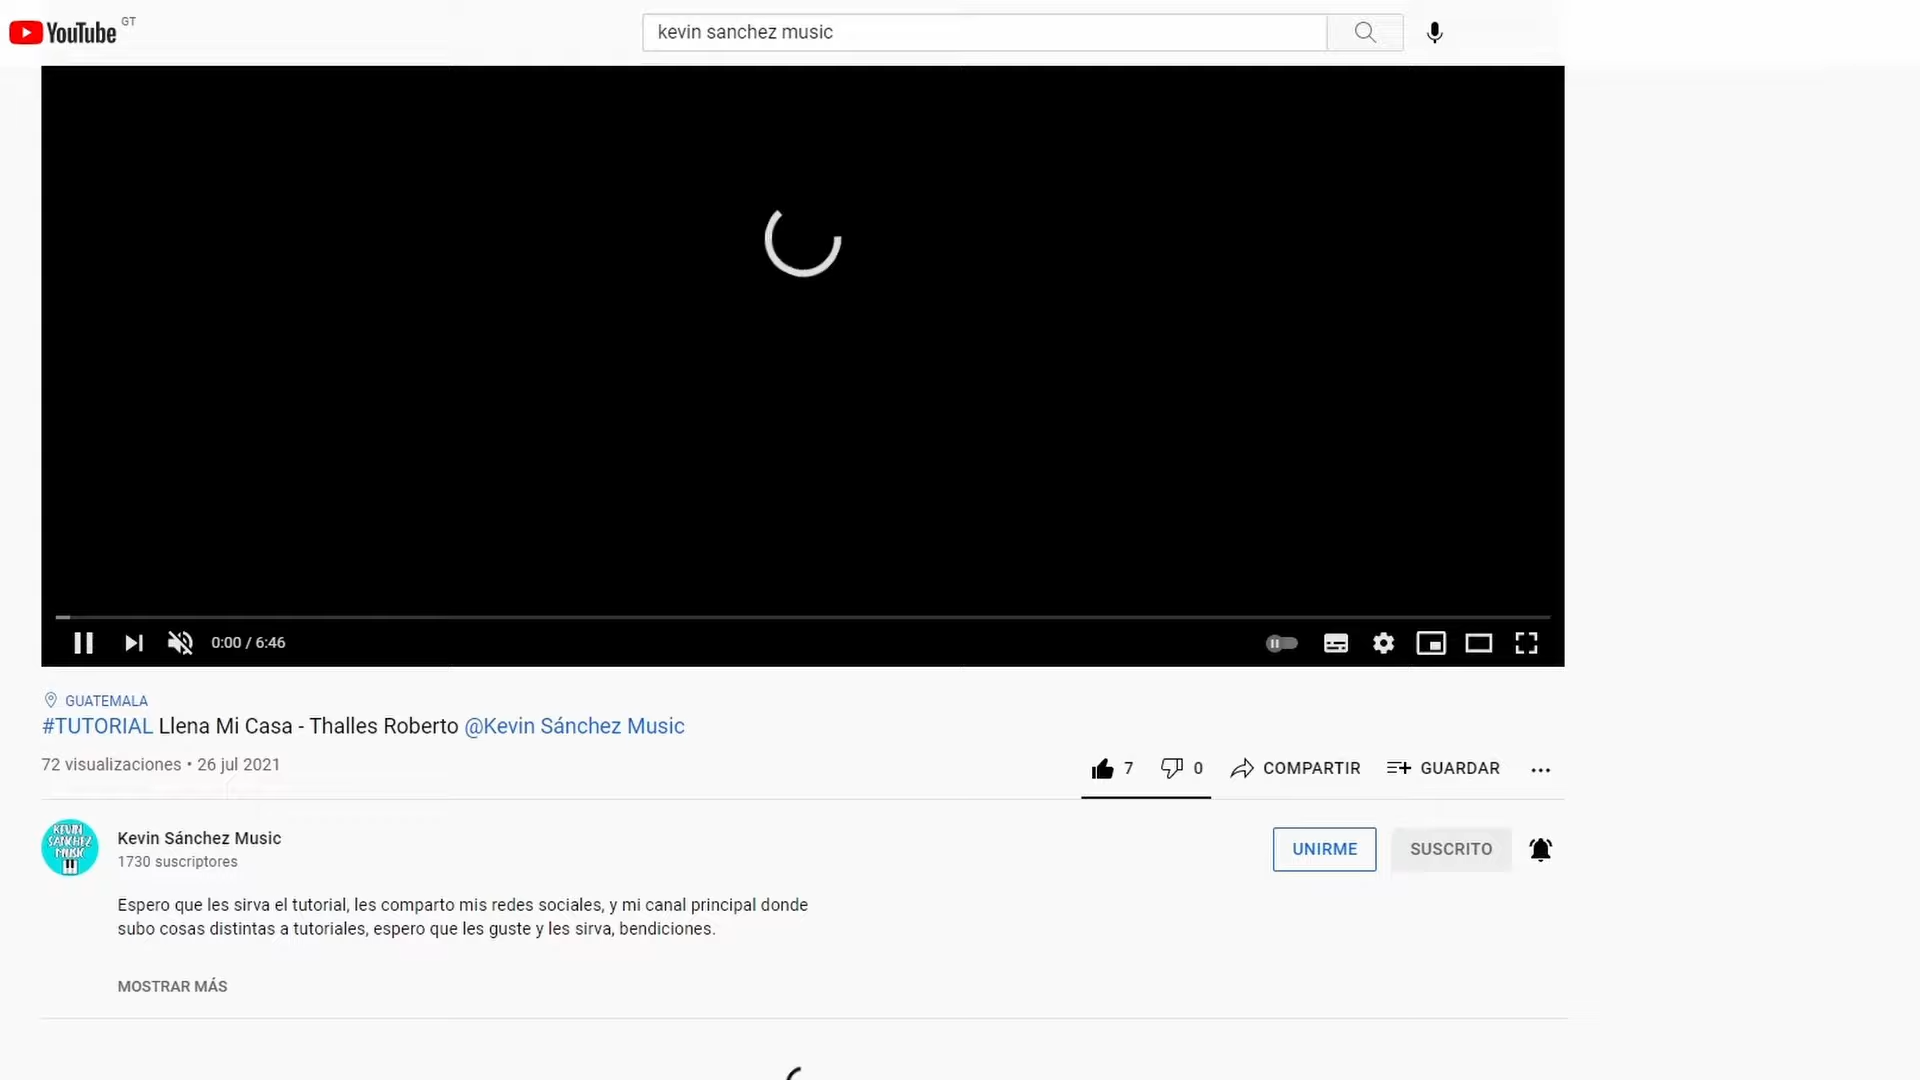 YouTube GT
kevin sanchez music
0:00 / 6:46
GUATEMALA
#TUTORIAL Llena Mi Casa - Thalles Roberto @Kevin Sánchez Music
72 visualizaciones • 26 jul 2021
7
0
COMPARTIR
GUARDAR
KEVIN
SANCHEZ
MUSIC
Kevin Sánchez Music
1730 suscriptores
UNIRME
SUSCRITO
Espero que les sirva el tutorial, les comparto mis redes sociales, y mi canal principal donde
subo cosas distintas a tutoriales, espero que les guste y les sirva, bendiciones.
MOSTRAR MÁS